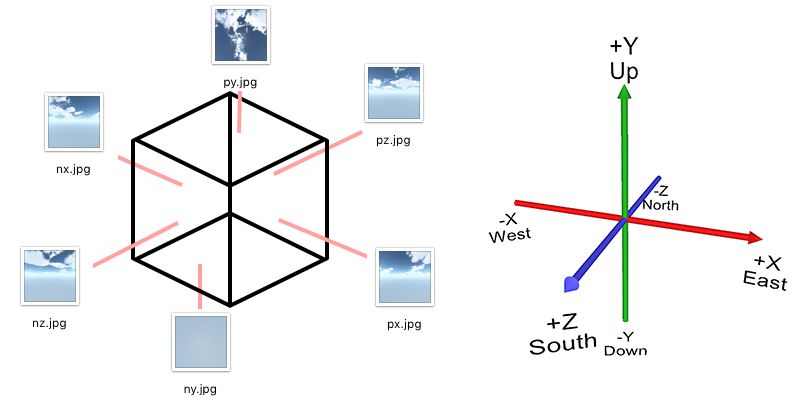 py.jpg
pz.jpg
nx.jpg
nz.jpg
px.jpg
ny.jpg
+Y
Up
-Z
North
-X
West
+X
East
+Z
South
-Y
Down